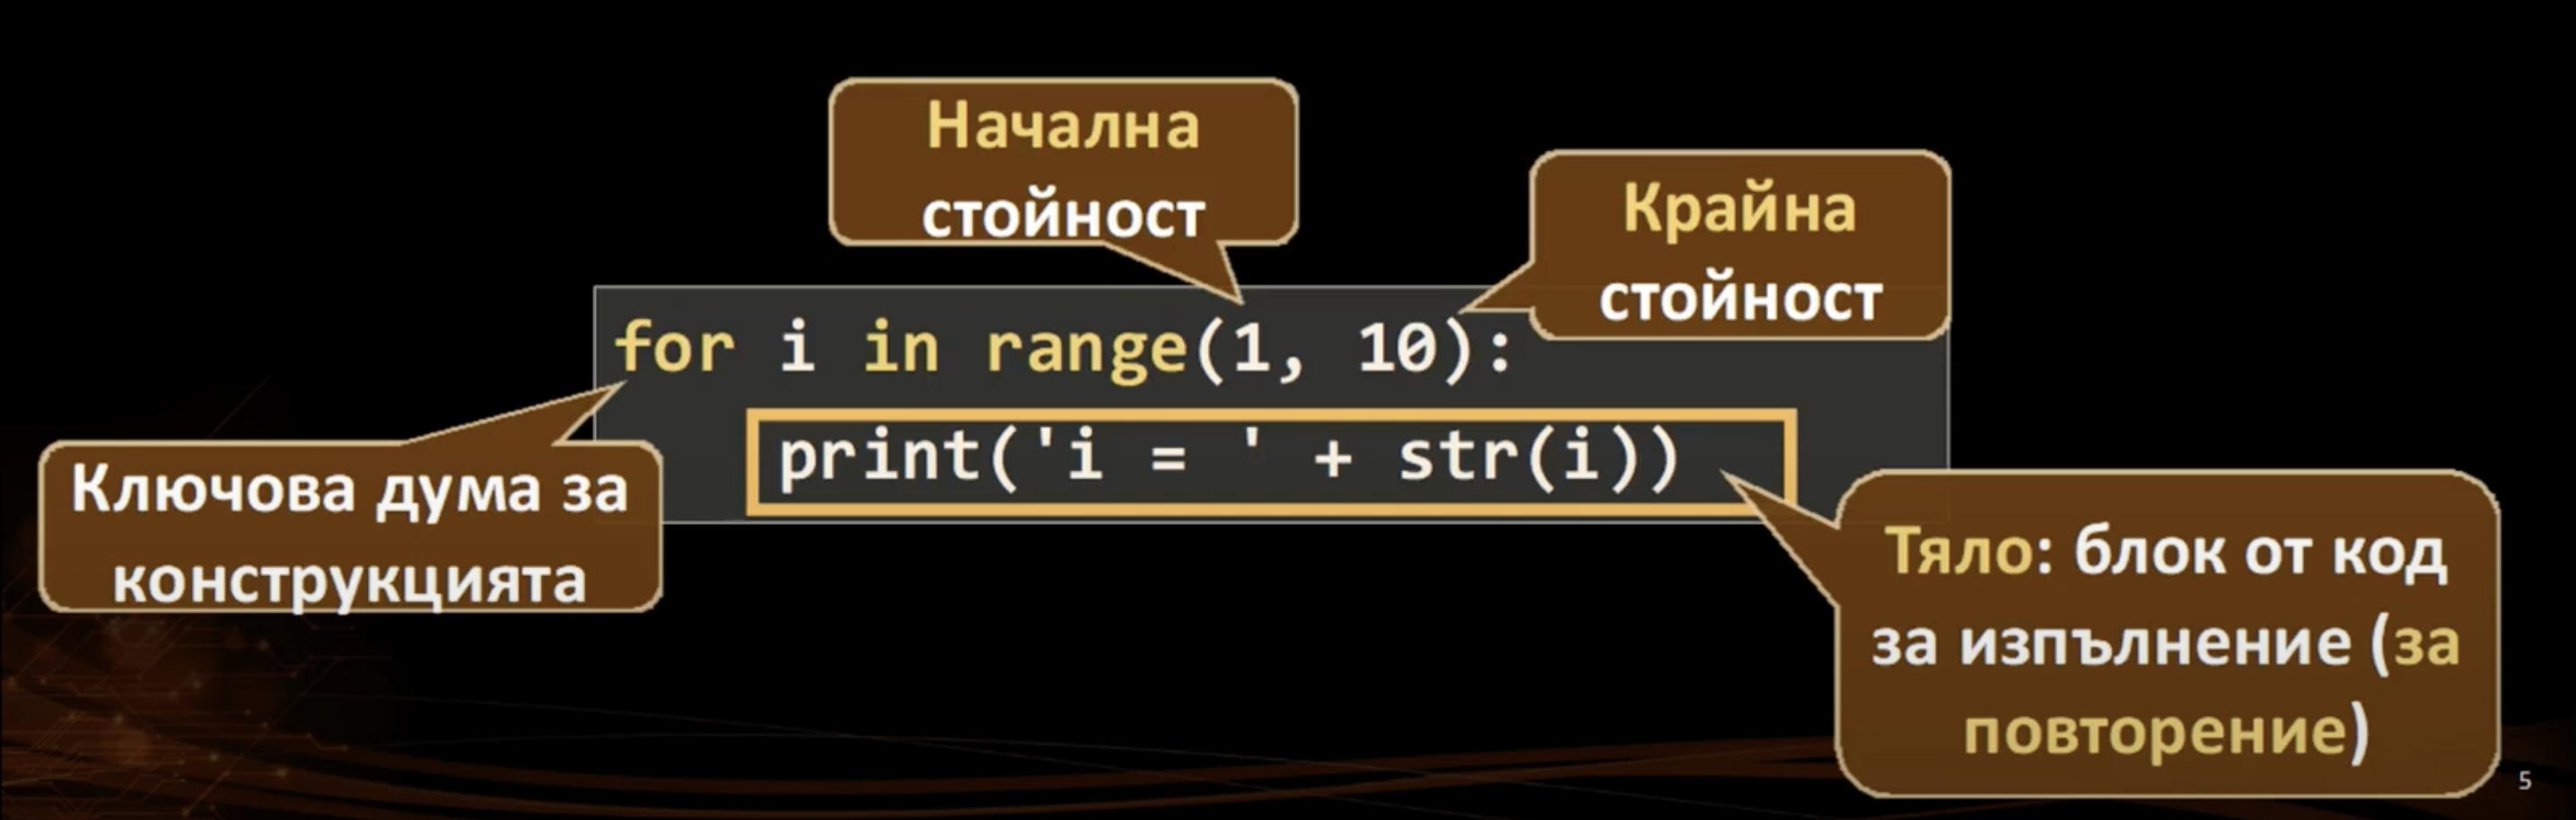 Начална
стойност
Крайна
стойност
for i in range(1, 10):
print('i = ' + str(i))
Ключова дума за
конструкцията
Тяло: блок от код
за изпълнение (за
повторение)
5